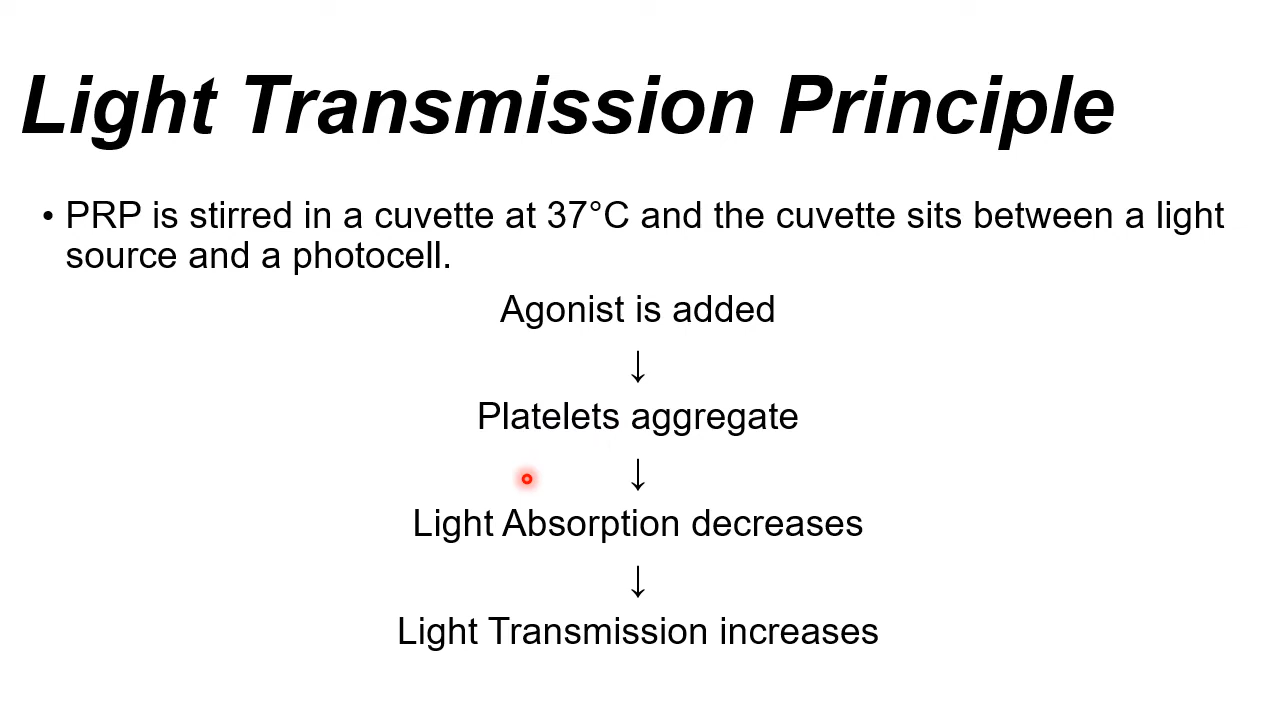 Light Transmission Principle
• PRP is stirred in a cuvette at 37°C and the cuvette sits between a light
source and a photocell.
Agonist is added
↓
Platelets aggregate
↓
Light Absorption decreases
↓
Light Transmission increases